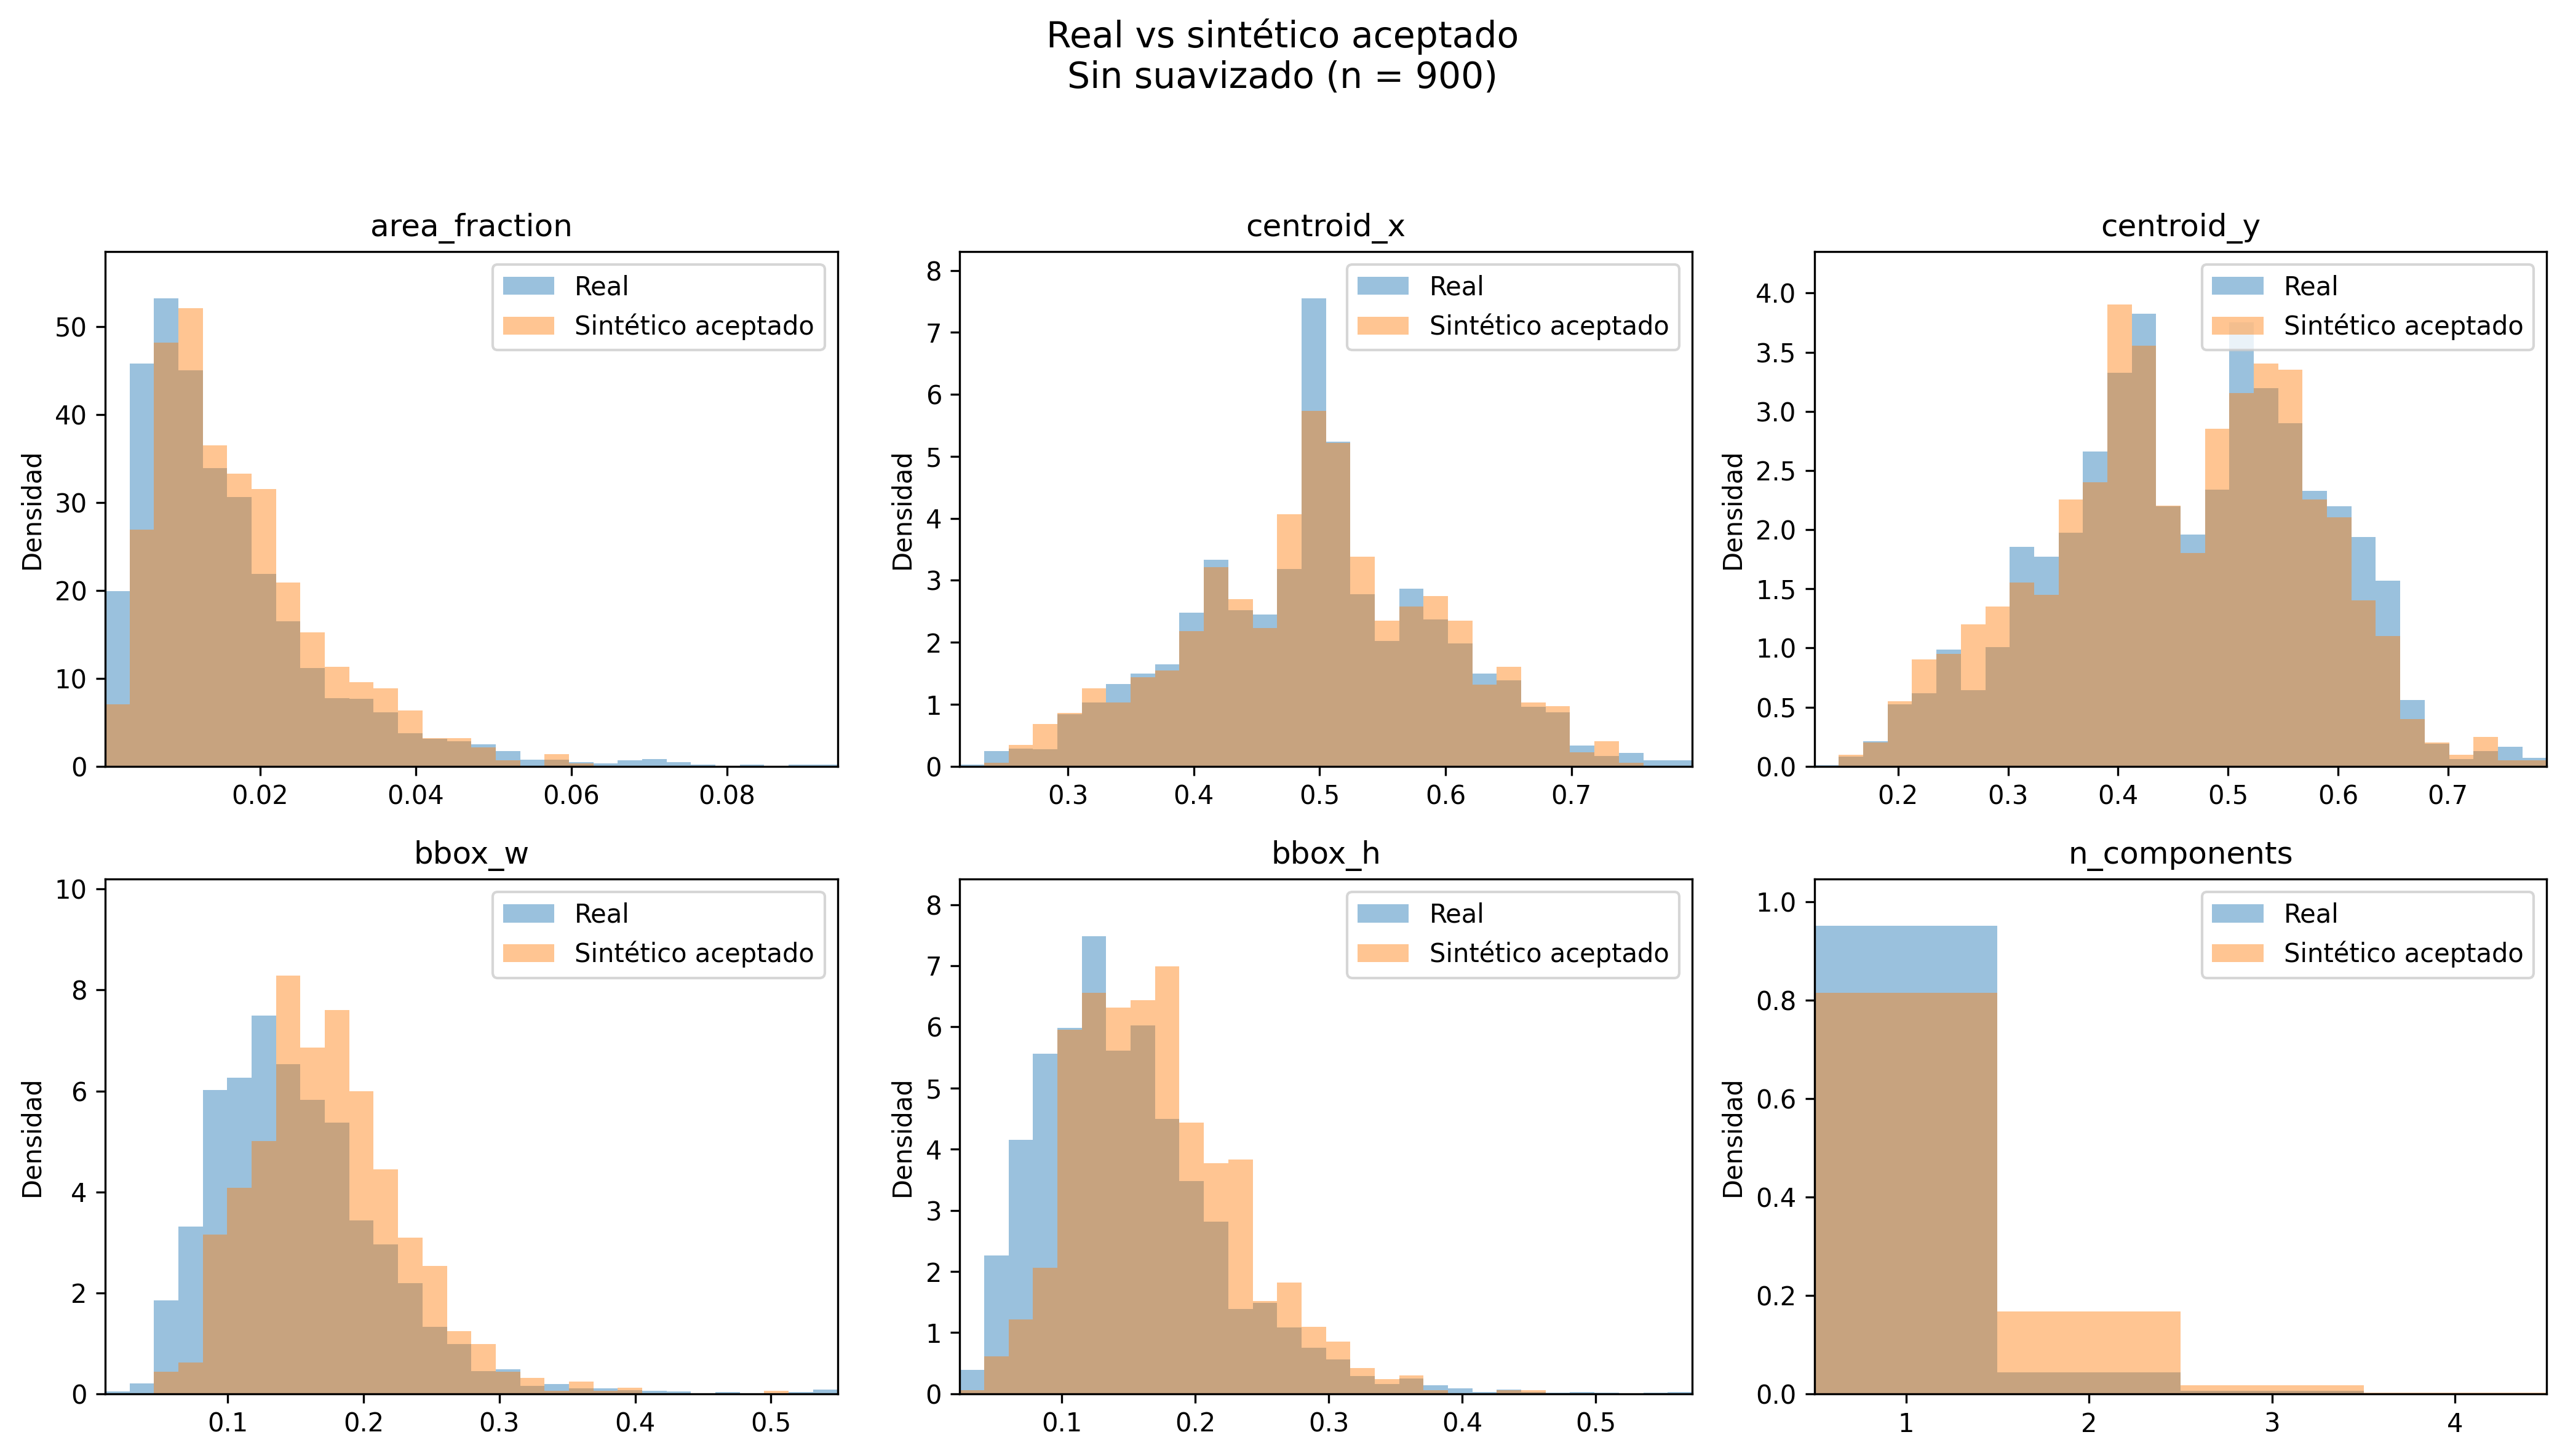 Real vs sintético aceptado
Sin suavizado (n = 900)
area_fraction
Densidad
50
40
30
20
10
0
0.02
0.04
0.06
0.08
Real
Sintético aceptado
centroid_x
Densidad
8
7
6
5
4
3
2
1
0
0.3
0.4
0.5
0.6
0.7
Real
Sintético aceptado
centroid_y
Densidad
4.0
3.5
3.0
2.5
2.0
1.5
1.0
0.5
0.0
0.2
0.3
0.4
0.5
0.6
0.7
Real
Sintético aceptado
bbox_w
Densidad
10
8
6
4
2
0
0.1
0.2
0.3
0.4
0.5
Real
Sintético aceptado
bbox_h
Densidad
8
7
6
5
4
3
2
1
0
0.1
0.2
0.3
0.4
0.5
Real
Sintético aceptado
n_components
Densidad
1.0
0.8
0.6
0.4
0.2
0.0
1
2
3
4
Real
Sintético aceptado